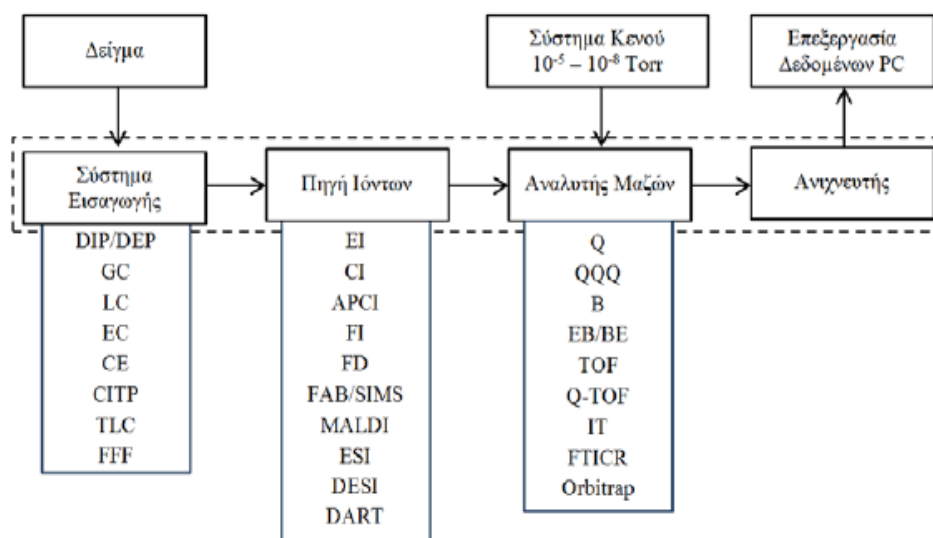 Δείγμα
Σύστημα Κενού
10⁻⁵ – 10⁻⁸ Torr
Επεξεργασία
Δεδομένων PC
Σύστημα
Εισαγωγής
Πηγή Ιόντων
Αναλυτής Μαζών
Ανιχνευτής
DIP/DEP
GC
LC
EC
CE
CITP
TLC
FFF
EI
CI
APCI
FI
FD
FAB/SIMS
MALDI
ESI
DESI
DART
Q
QQQ
B
EB/BE
TOF
Q-TOF
IT
FTICR
Orbitrap